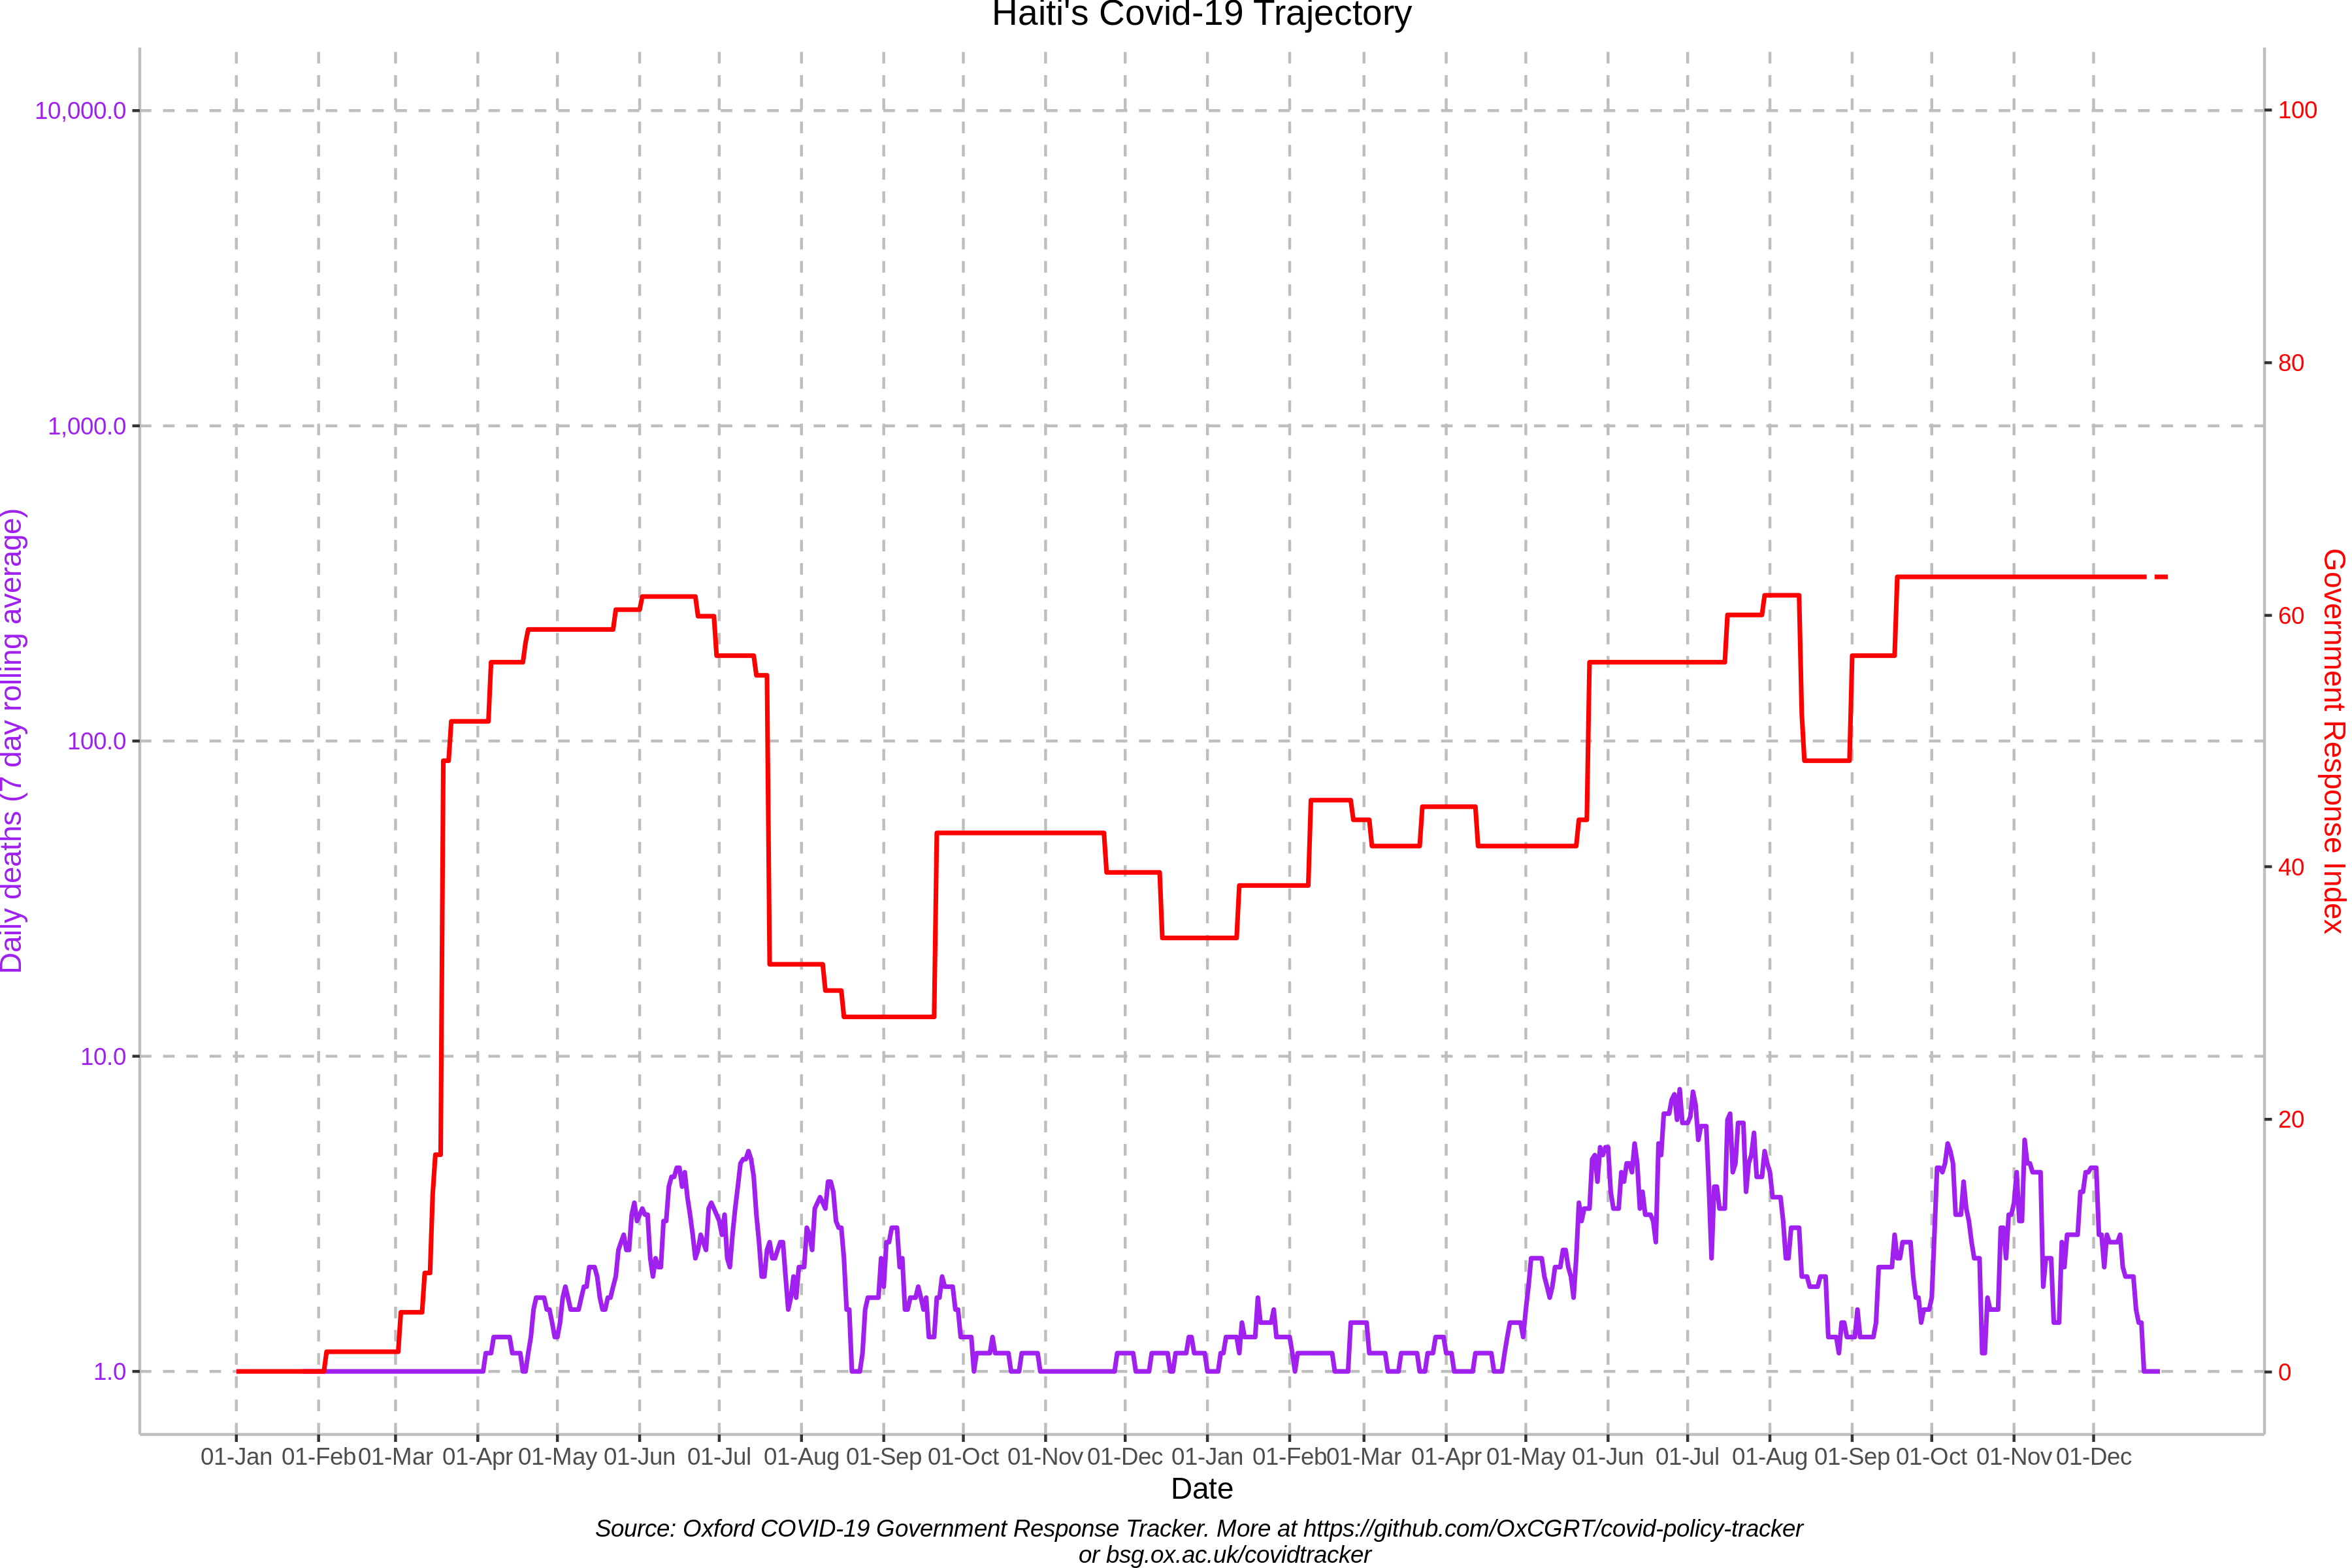 Haiti's Covid-19 Trajectory
10,000.0
1,000.0
100.0
10.0
1.0
Daily deaths (7 day rolling average)
100
80
60
40
20
0
Government Response Index
01-Jan 01-Feb 01-Mar 01-Apr 01-May 01-Jun 01-Jul 01-Aug 01-Sep 01-Oct 01-Nov 01-Dec 01-Jan 01-Feb 01-Mar 01-Apr 01-May 01-Jun 01-Jul 01-Aug 01-Sep 01-Oct 01-Nov 01-Dec
Date
Source: Oxford COVID-19 Government Response Tracker. More at https://github.com/OxCGRT/covid-policy-tracker
or bsg.ox.ac.uk/covidtracker